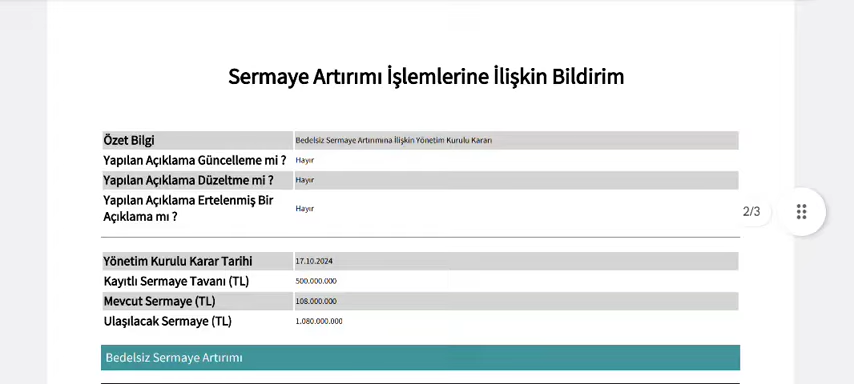 Sermaye Artırımı İşlemlerine İlişkin Bildirim
Özet Bilgi Bedelsiz Sermaye Artırımına İlişkin Yönetim Kurulu Kararı
Yapılan Açıklama Güncelleme mi ? Hayır
Yapılan Açıklama Düzeltme mi ? Hayır
Yapılan Açıklama Ertelenmiş Bir
Açıklama mı ? Hayır
2/3
Yönetim Kurulu Karar Tarihi 17.10.2024
Kayıtlı Sermaye Tavanı (TL) 500.000.000
Mevcut Sermaye (TL) 108.000.000
Ulaşılacak Sermaye (TL) 1.080.000.000
Bedelsiz Sermaye Artırımı